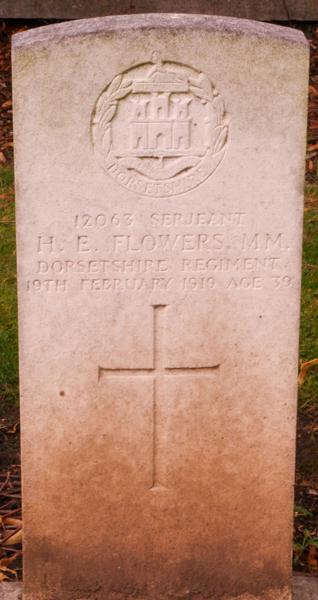 DORSETSHIRE
12063 SERJEANT
H. E. FLOWERS. M.M.
DORSETSHIRE REGIMENT
19TH FEBRUARY 1919 AGE 39